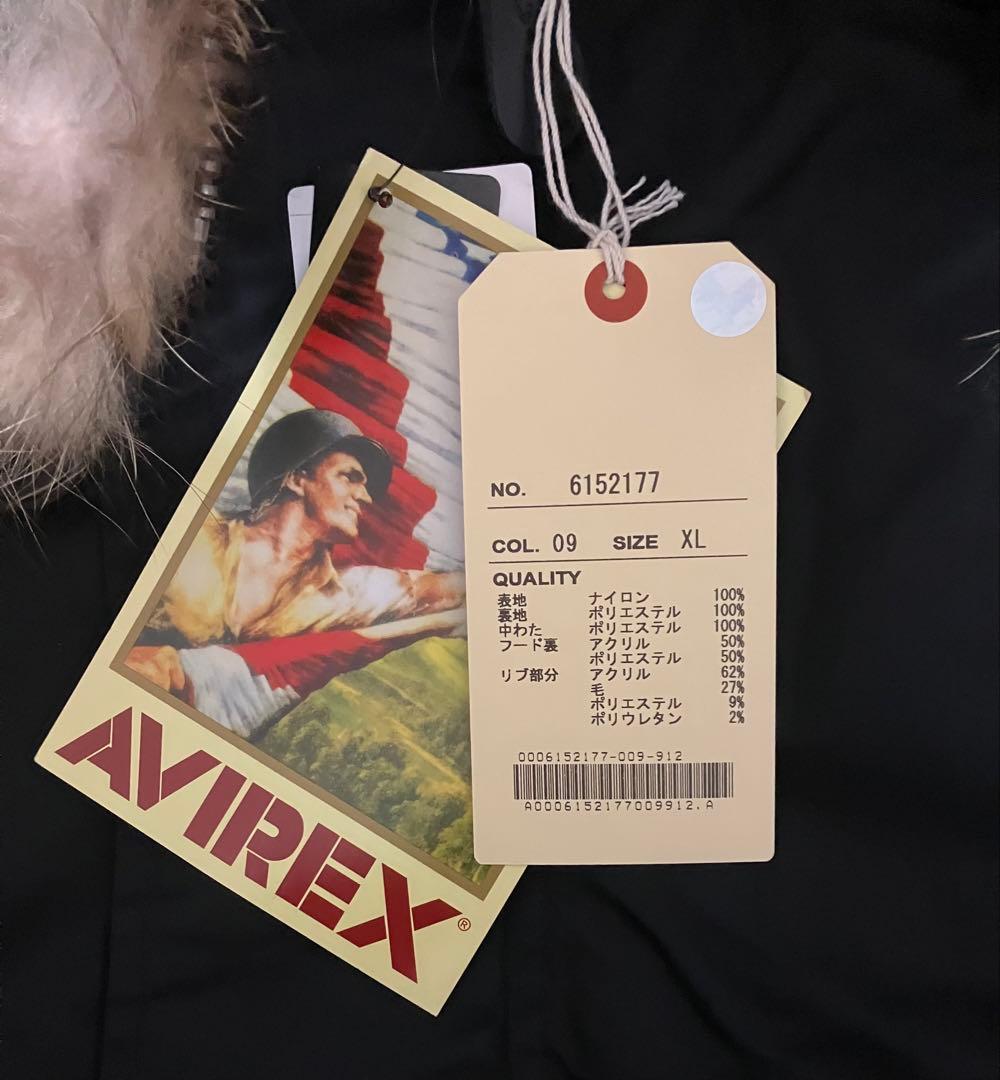 AVIREX®
NO. 6152177
COL. 09 SIZE XL
QUALITY
表地 ナイロン 100%
裏地 ポリエステル 100%
中わた ポリエステル 100%
フード裏 アクリル 50%
ポリエステル 50%
リブ部分 アクリル 62%
毛 27%
ポリエステル 9%
ポリウレタン 2%
0006152177-009-912
A0006152177009912.A